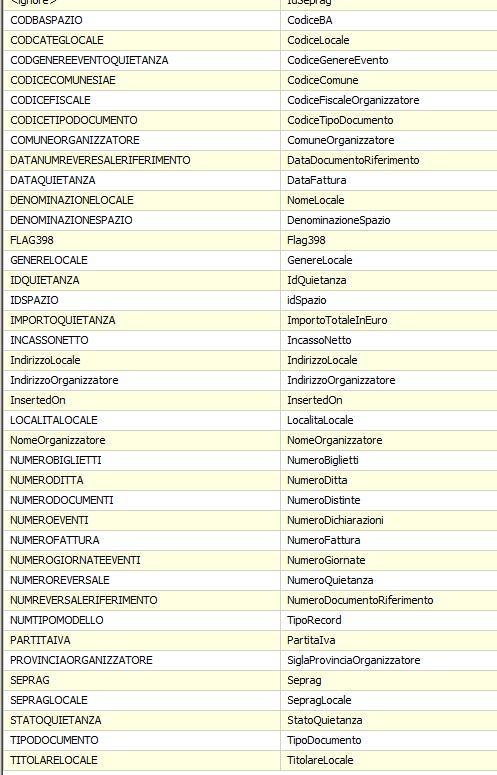 <ignore> IdSeprag
CODBASPAZIO CodiceBA
CODCATEGLOCALE CodiceLocale
CODGENEREEVENTOQUIETANZA CodiceGenereEvento
CODICECOMUNESIAE CodiceComune
CODICEFISCALE CodiceFiscaleOrganizzatore
CODICETIPODOCUMENTO CodiceTipoDocumento
COMUNEORGANIZZATORE ComuneOrganizzatore
DATANUMREVERESALERIFERIMENTO DataDocumentoRiferimento
DATAQUIETANZA DataFattura
DENOMINAZIONELOCALE NomeLocale
DENOMINAZIONESPAZIO DenominazioneSpazio
FLAG398 Flag398
GENERELOCALE GenereLocale
IDQUIETANZA IdQuietanza
IDSPAZIO idSpazio
IMPORTOQUIETANZA ImportoTotaleInEuro
INCASSONETTO IncassoNetto
IndirizzoLocale IndirizzoLocale
IndirizzoOrganizzatore IndirizzoOrganizzatore
InsertedOn InsertedOn
LOCALITALOCALE LocalitaLocale
NomeOrganizzatore NomeOrganizzatore
NUMEROBIGLIETTI NumeroBiglietti
NUMERODITTA NumeroDitta
NUMERODOCUMENTI NumeroDistinte
NUMEROEVENTI NumeroDichiarazioni
NUMEROFATTURA NumeroFattura
NUMEROGIORNATEEVENTI NumeroGiornate
NUMEROREVERSALE NumeroQuietanza
NUMREVERSALERIFERIMENTO NumeroDocumentoRiferimento
NUMTIPOMODELLO TipoRecord
PARTITAIVA PartitaIva
PROVINCIAORGANIZZATORE SiglaProvinciaOrganizzatore
SEPRAG Seprag
SEPRAGLOCALE SepragLocale
STATOQUIETANZA StatoQuietanza
TIPODOCUMENTO TipoDocumento
TITOLARELOCALE TitolareLocale